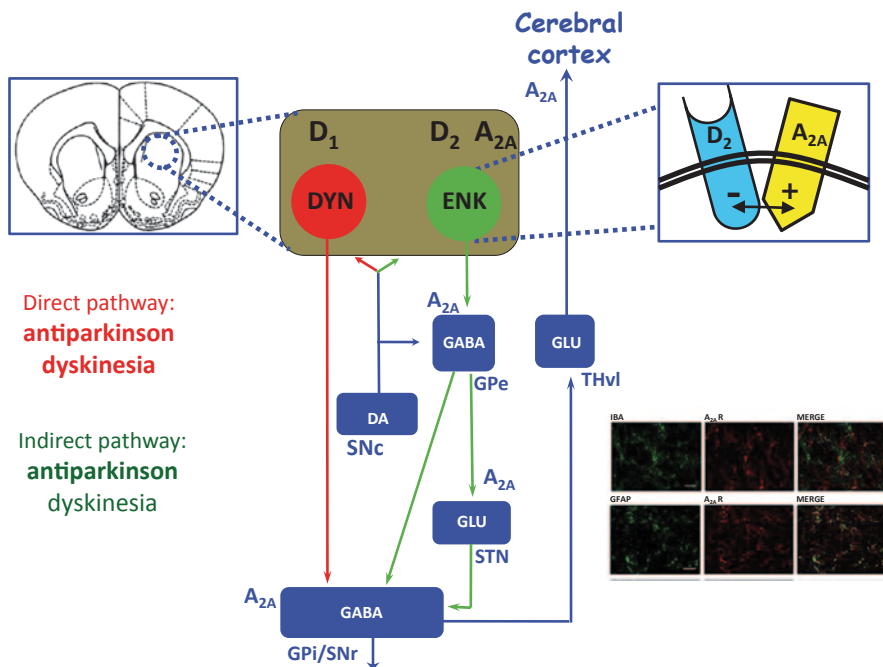 Cerebral
cortex
A2A
D1
D2 A2A
DYN
ENK
D2
A2A
-
+
Direct pathway:
antiparkinson
dyskinesia
Indirect pathway:
antiparkinson
dyskinesia
A2A
GABA
GPe
GLU
THvl
DA
SNc
A2A
GLU
STN
A2A
GABA
GPi/SNr
IBA
A2A R
MERGE
GFAP
A2A R
MERGE